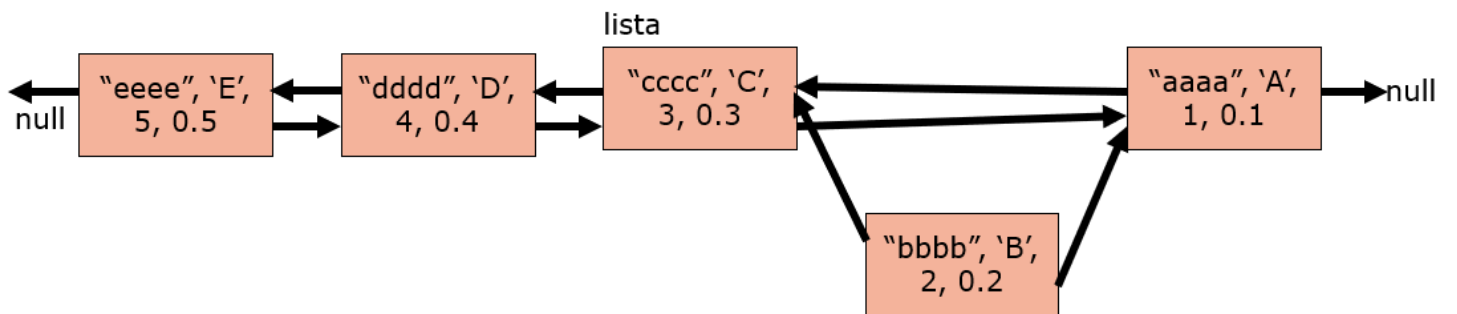 lista
“eeee”, ‘E’,
5, 0.5
“dddd”, ‘D’,
4, 0.4
“cccc”, ‘C’,
3, 0.3
“aaaa”, ‘A’,
1, 0.1
null
null
“bbbb”, ‘B’,
2, 0.2